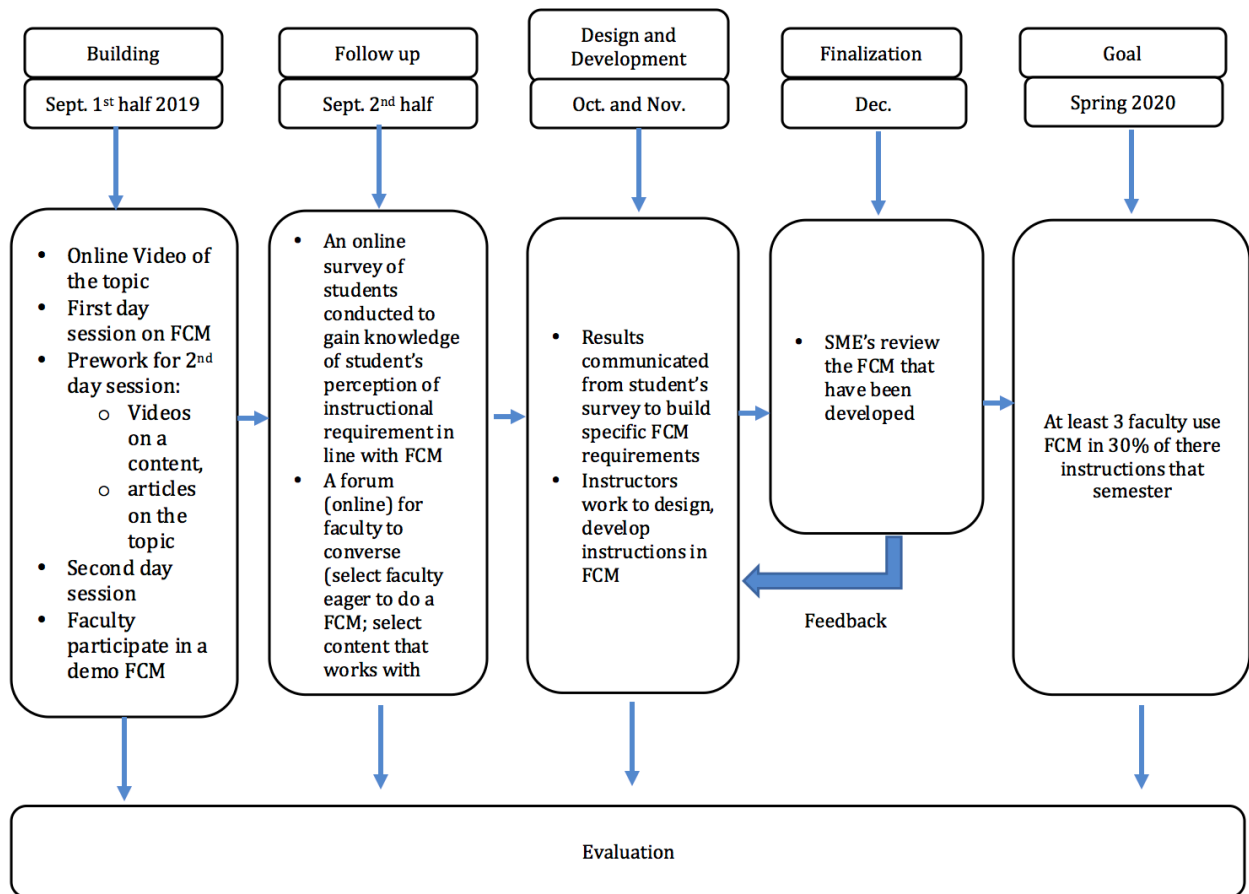 Building
Sept. 1st half 2019
Follow up
Sept. 2nd half
Design and
Development
Oct. and Nov.
Finalization
Dec.
Goal
Spring 2020
• Online Video of
the topic
• First day
session on FCM
• Prework for 2nd
day session:
o Videos
on a
content,
o articles
on the
topic
• Second day
session
• Faculty
participate in a
demo FCM
• An
online
survey of
students
conducted to
gain knowledge
of student's
perception of
instructional
requirement in
line with FCM
• A forum
(online) for
faculty to
converse
(select faculty
eager to do a
FCM; select
content that
works with
• Results
communicated
from student's
survey to build
specific FCM
requirements
• Instructors
work to design,
develop
instructions in
FCM
• SME's review
the FCM that
have been
developed
Feedback
At least 3 faculty use
FCM in 30% of there
instructions that
semester
Evaluation